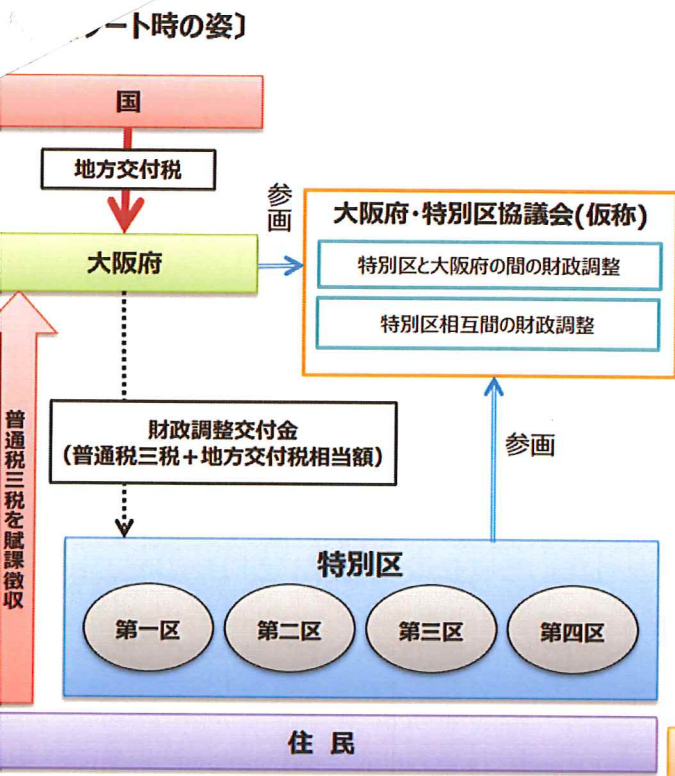 ート時の姿〕
国
地方交付税
参画
大阪府・特別区協議会(仮称)
大阪府
特別区と大阪府の間の財政調整
特別区相互間の財政調整
財政調整交付金
(普通税三税+地方交付税相当額)
参画
普通税三税を賦課徴収
特別区
第一区
第二区
第三区
第四区
住 民